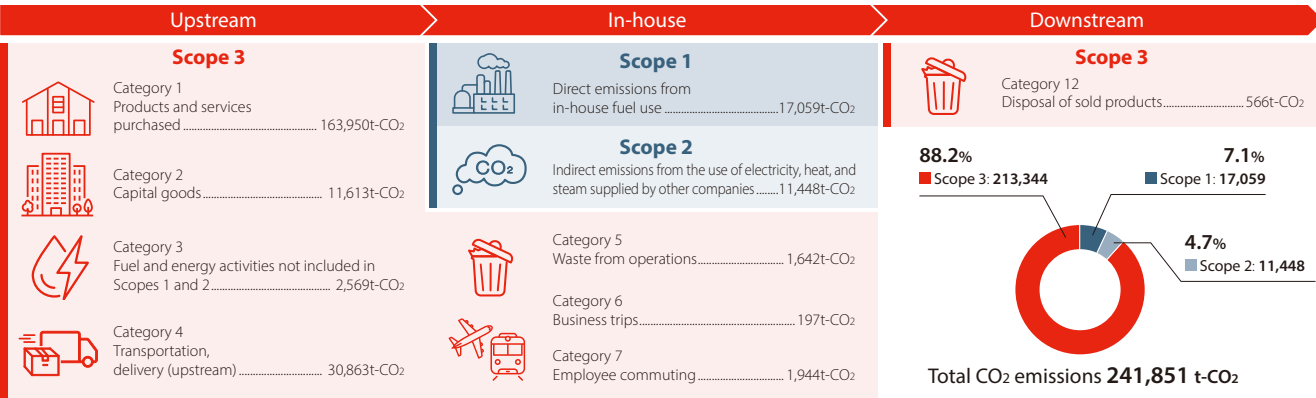 Upstream
In-house
Downstream
Scope 3
Category 1
Products and services
purchased ........ 163,950t-CO2
Category 2
Capital goods ........ 11,613t-CO2
Category 3
Fuel and energy activities not included in
Scopes 1 and 2 ........ 2,569t-CO2
Category 4
Transportation,
delivery (upstream) ........ 30,863t-CO2
Scope 1
Direct emissions from
in-house fuel use ........ 17,059t-CO2
CO2
Scope 2
Indirect emissions from the use of electricity, heat, and
steam supplied by other companies ........ 11,448t-CO2
Category 5
Waste from operations ........ 1,642t-CO2
Category 6
Business trips ........ 197t-CO2
Category 7
Employee commuting ........ 1,944t-CO2
Scope 3
Category 12
Disposal of sold products ........ 566t-CO2
88.2%
Scope 3: 213,344
7.1%
Scope 1: 17,059
4.7%
Scope 2: 11,448
Total CO2 emissions 241,851 t-CO2